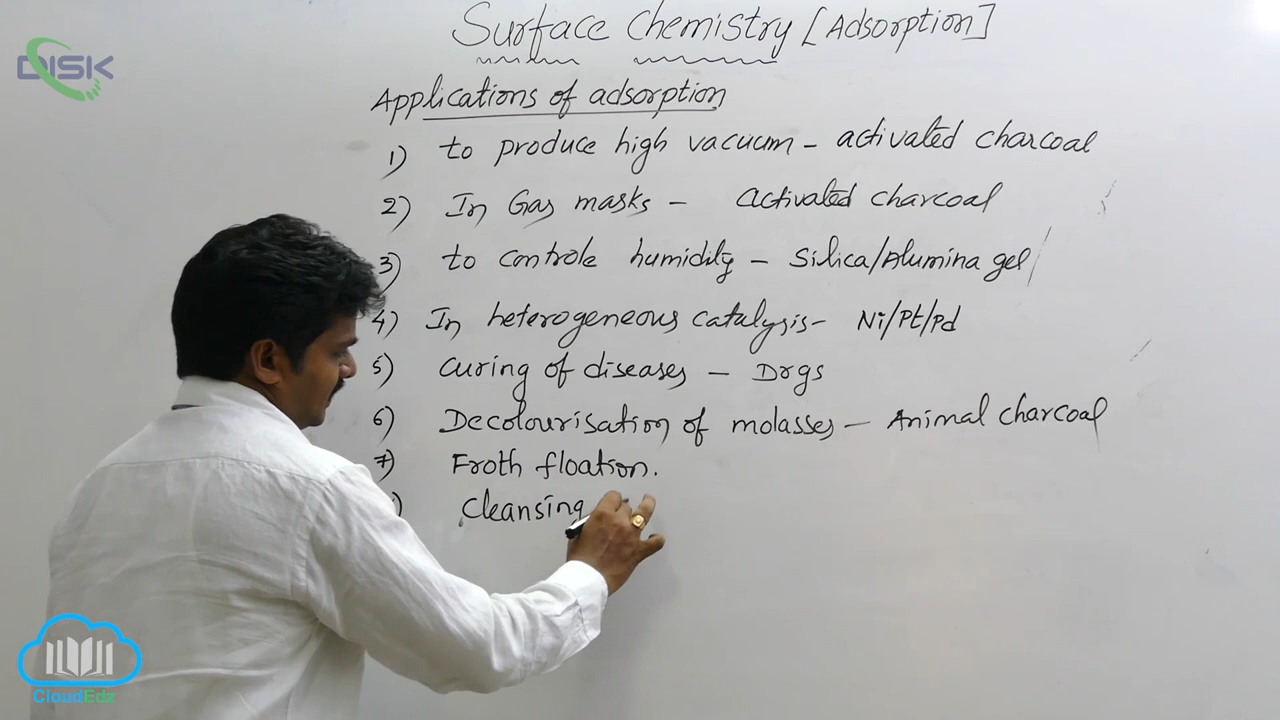 Surface Chemistry [Adsorption]
DISK
Applications of adsorption
1) to produce high vacuum - activated charcoal
2) In Gas masks - activated charcoal
3) to controle humidity - Silica/Alumina gel
4) In heterogeneous catalysis- Ni/Pt/Pd
5) curing of diseases - Drgs
6) Decolourisation of molasses - Animal charcoal
7) Froth floation.
) Cleansing
CloudEdz